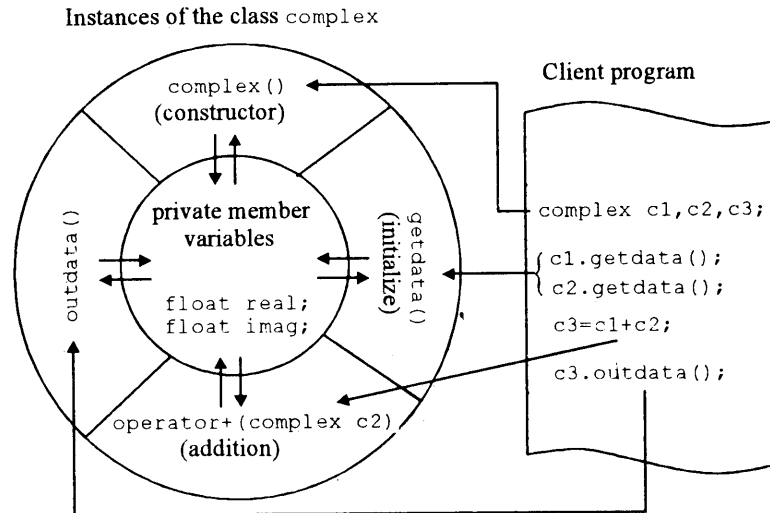 Instances of the class complex
complex()
(constructor)
private member
variables
float real;
float imag;
outdata()
getdata()
(initialize)
operator+(complex c2)
(addition)
Client program
complex c1,c2,c3;
c1.getdata();
c2.getdata();
c3=c1+c2;
c3.outdata();